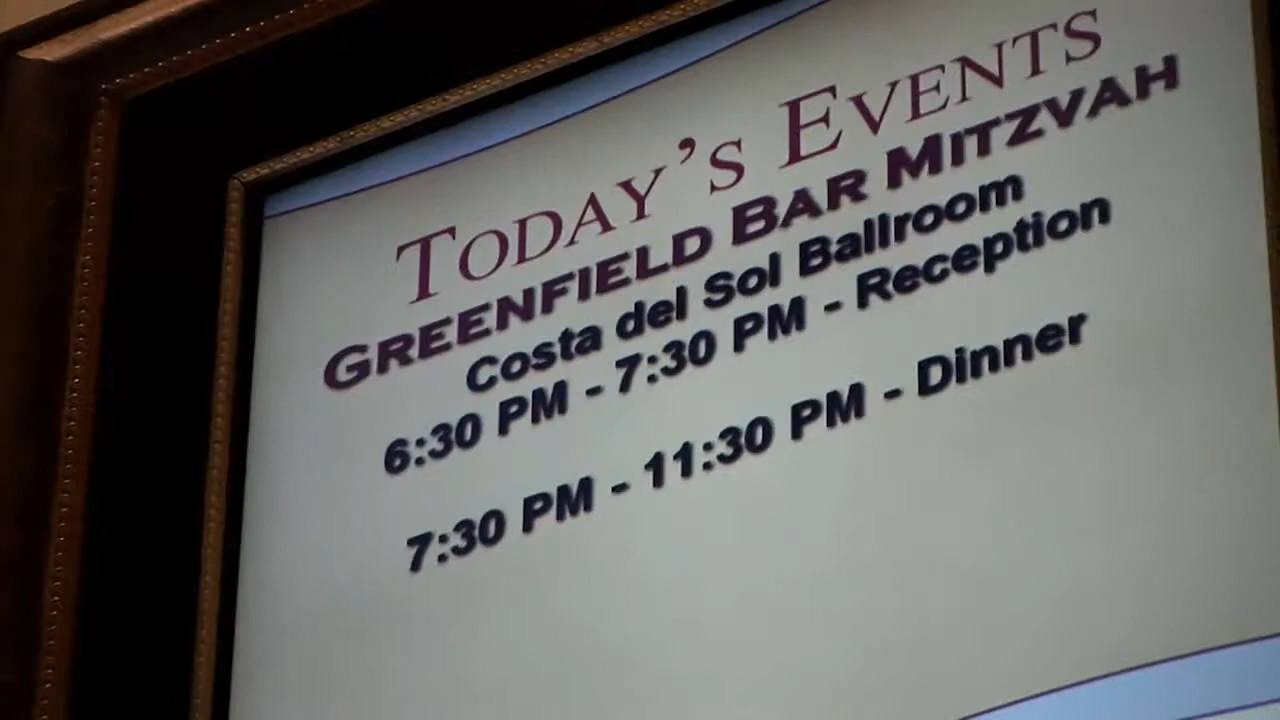 TODAY'S EVENTS
GREENFIELD BAR MITZVAH
Costa del Sol Ballroom
6:30 PM - 7:30 PM - Reception
7:30 PM - 11:30 PM - Dinner